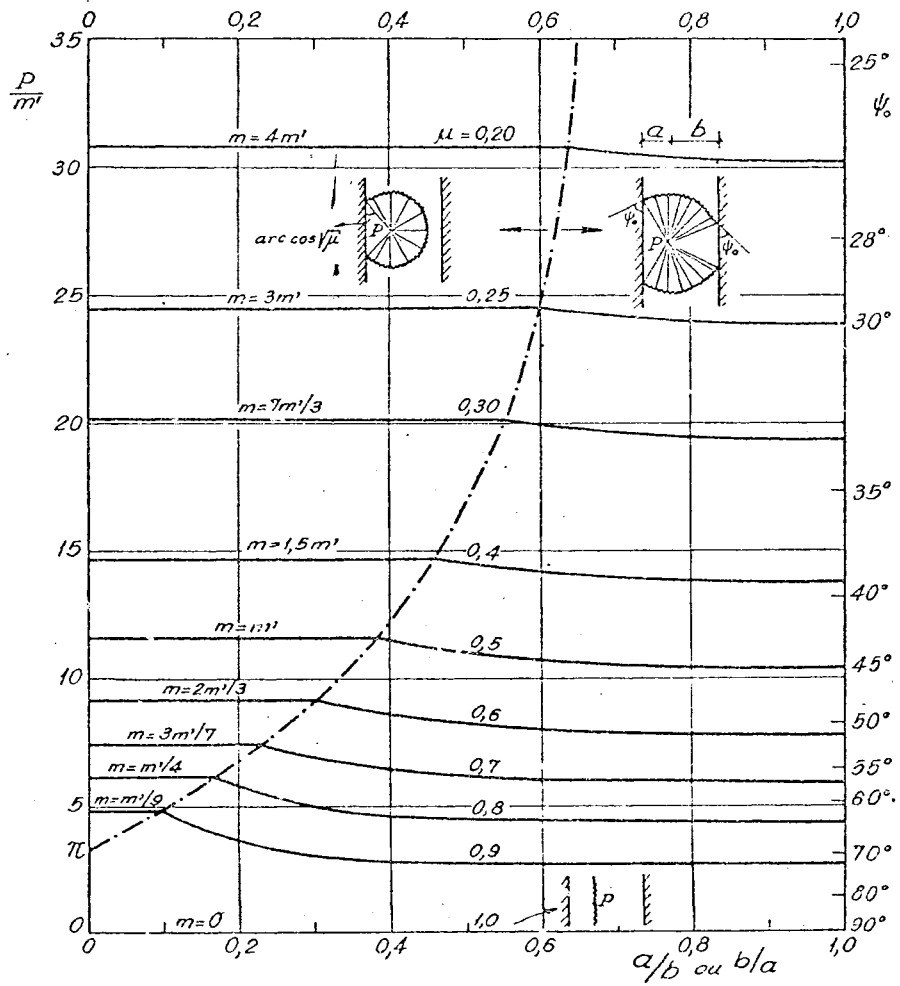 0 0,2 0,4 0,6 0,8 1,0
35
P/m'
25°
ψ₀
m=4m' μ=0,20
a b
30
arc cos√μ
P
ψ₀
P
ψ₀
28°
25
m=3m' 0,25
30°
m=7m'/3 0,30
20
35°
15
m=1,5m' 0,4
40°
m=m' 0,5
45°
10
m=2m'/3 0,6
50°
m=3m'/7 0,7
55°
m=m'/4 0,8
60°
5
m=m'/9 0,9
π
70°
P
80°
0
m=0 1,0
90°
0 0,2 0,4 0,6 0,8 1,0
a/b ou b/a